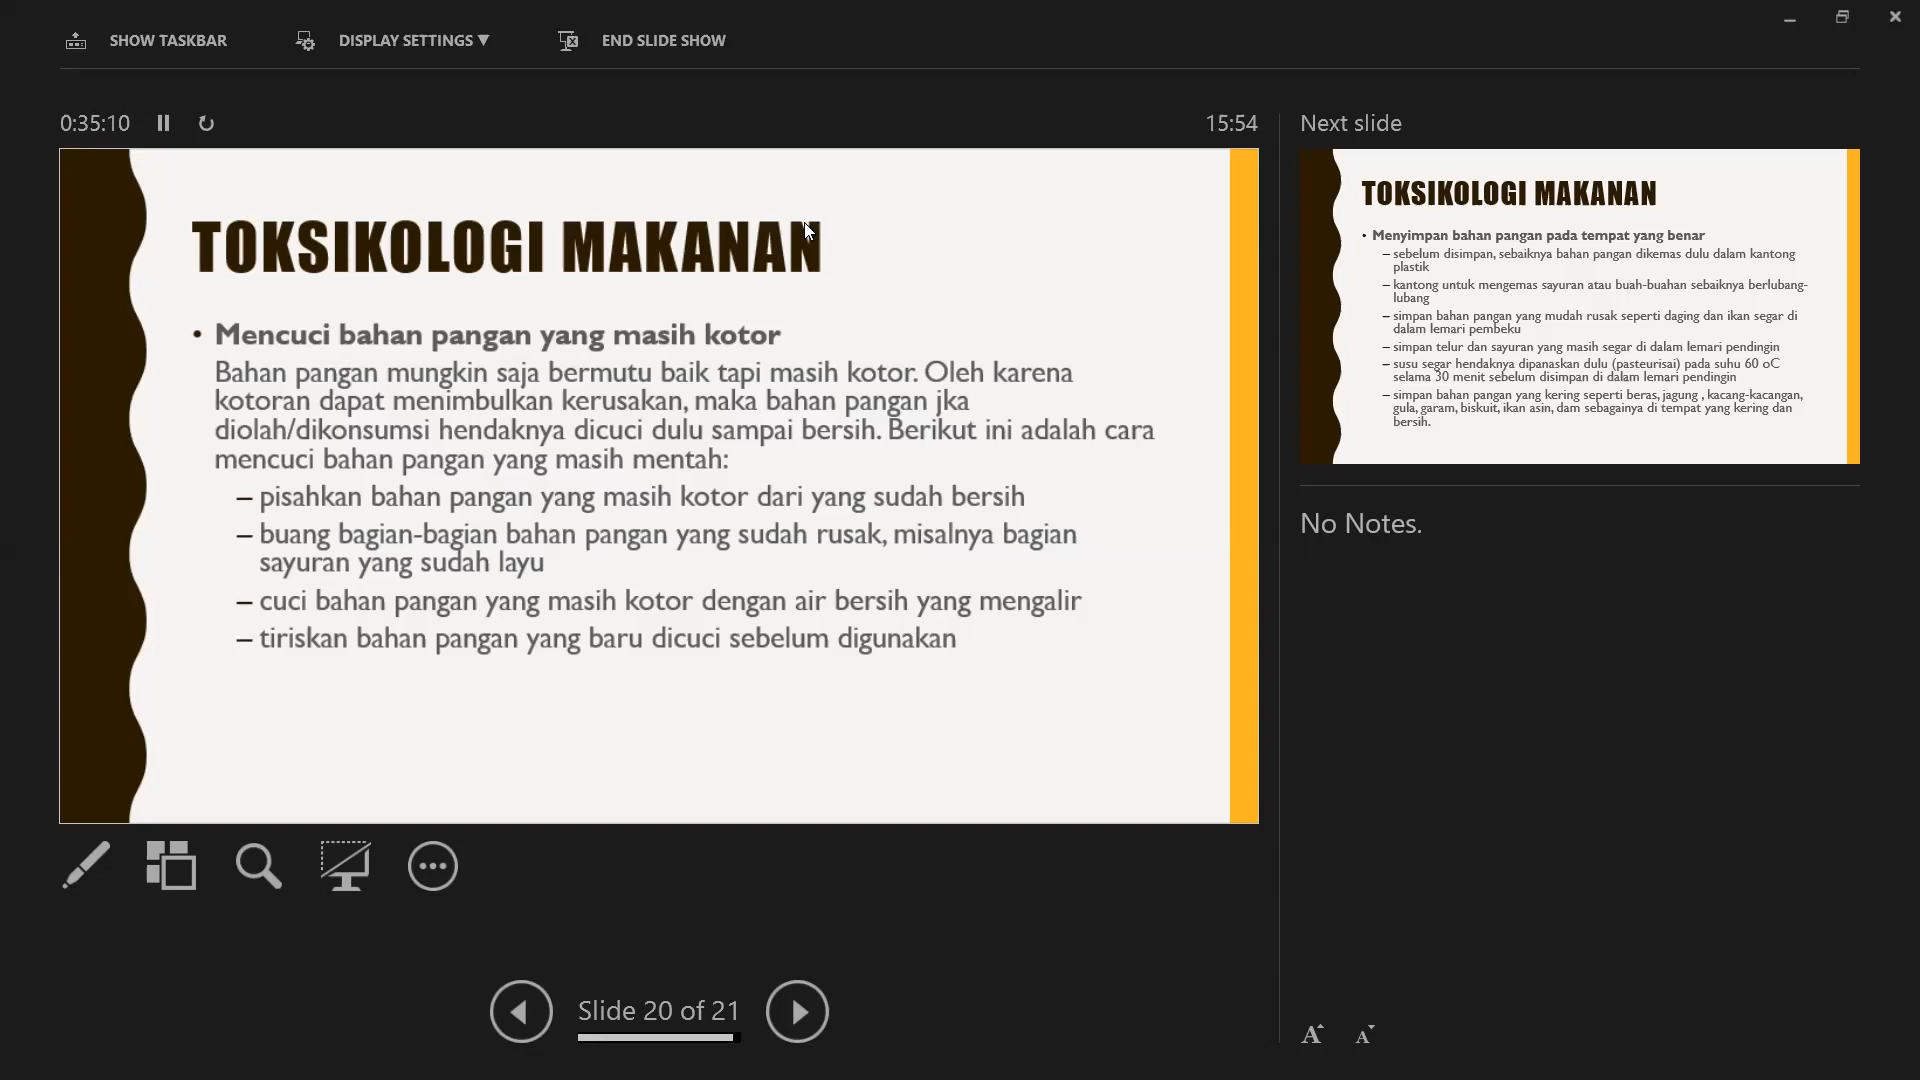 SHOW TASKBAR
DISPLAY SETTINGS ▼
END SLIDE SHOW
0:35:10
15:54
TOKSIKOLOGI MAKANAN
• Mencuci bahan pangan yang masih kotor
Bahan pangan mungkin saja bermutu baik tapi masih kotor. Oleh karena
kotoran dapat menimbulkan kerusakan, maka bahan pangan jka
diolah/dikonsumsi hendaknya dicuci dulu sampai bersih. Berikut ini adalah cara
mencuci bahan pangan yang masih mentah:
– pisahkan bahan pangan yang masih kotor dari yang sudah bersih
– buang bagian-bagian bahan pangan yang sudah rusak, misalnya bagian
sayuran yang sudah layu
– cuci bahan pangan yang masih kotor dengan air bersih yang mengalir
– tiriskan bahan pangan yang baru dicuci sebelum digunakan
Slide 20 of 21
Next slide
TOKSIKOLOGI MAKANAN
• Menyimpan bahan pangan pada tempat yang benar
– sebelum disimpan, sebaiknya bahan pangan dikemas dulu dalam kantong
plastik
– kantong untuk mengemas sayuran atau buah-buahan sebaiknya berlubang-
lubang
– simpan bahan pangan yang mudah rusak seperti daging dan ikan segar di
dalam lemari pembeku
– simpan telur dan sayuran yang masih segar di dalam lemari pendingin
– susu segar hendaknya dipanaskan dulu (pasteurisai) pada suhu 60 oC
selama 30 menit sebelum disimpan di dalam lemari pendingin
– simpan bahan pangan yang kering seperti beras, jagung , kacang-kacangan,
gula, garam, biskuit, ikan asin, dam sebagainya di tempat yang kering dan
bersih.
No Notes.
A A